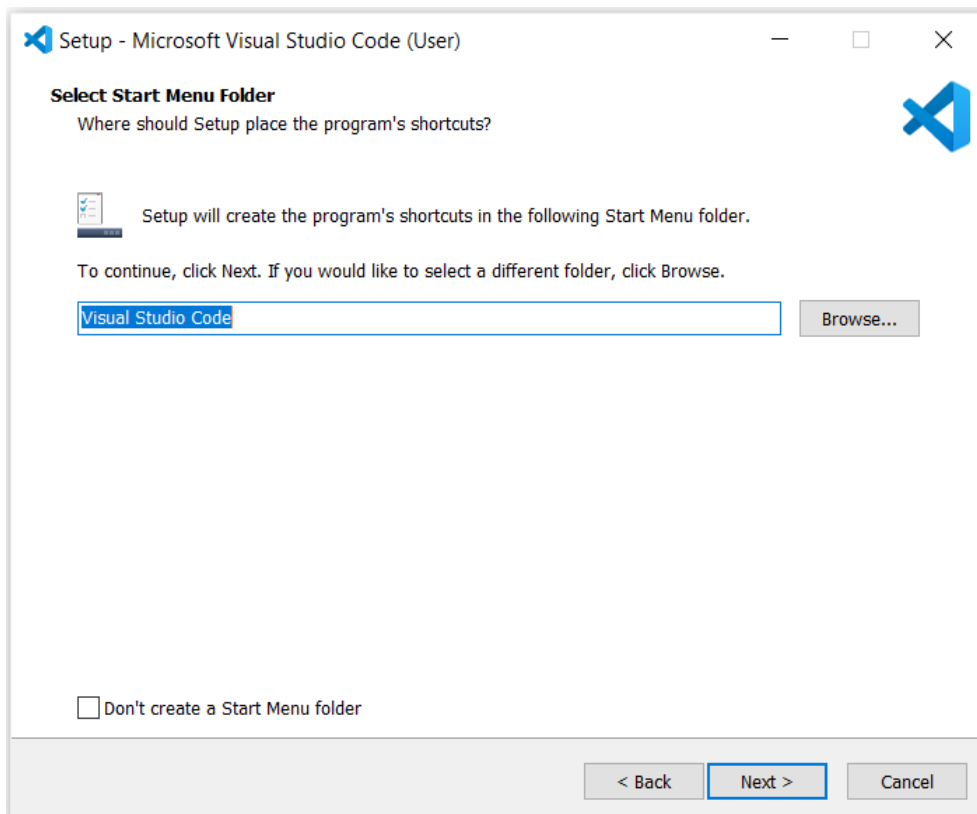 Setup - Microsoft Visual Studio Code (User)
Select Start Menu Folder
Where should Setup place the program's shortcuts?
Setup will create the program's shortcuts in the following Start Menu folder.
To continue, click Next. If you would like to select a different folder, click Browse.
Visual Studio Code
Browse...
Don't create a Start Menu folder
< Back
Next >
Cancel